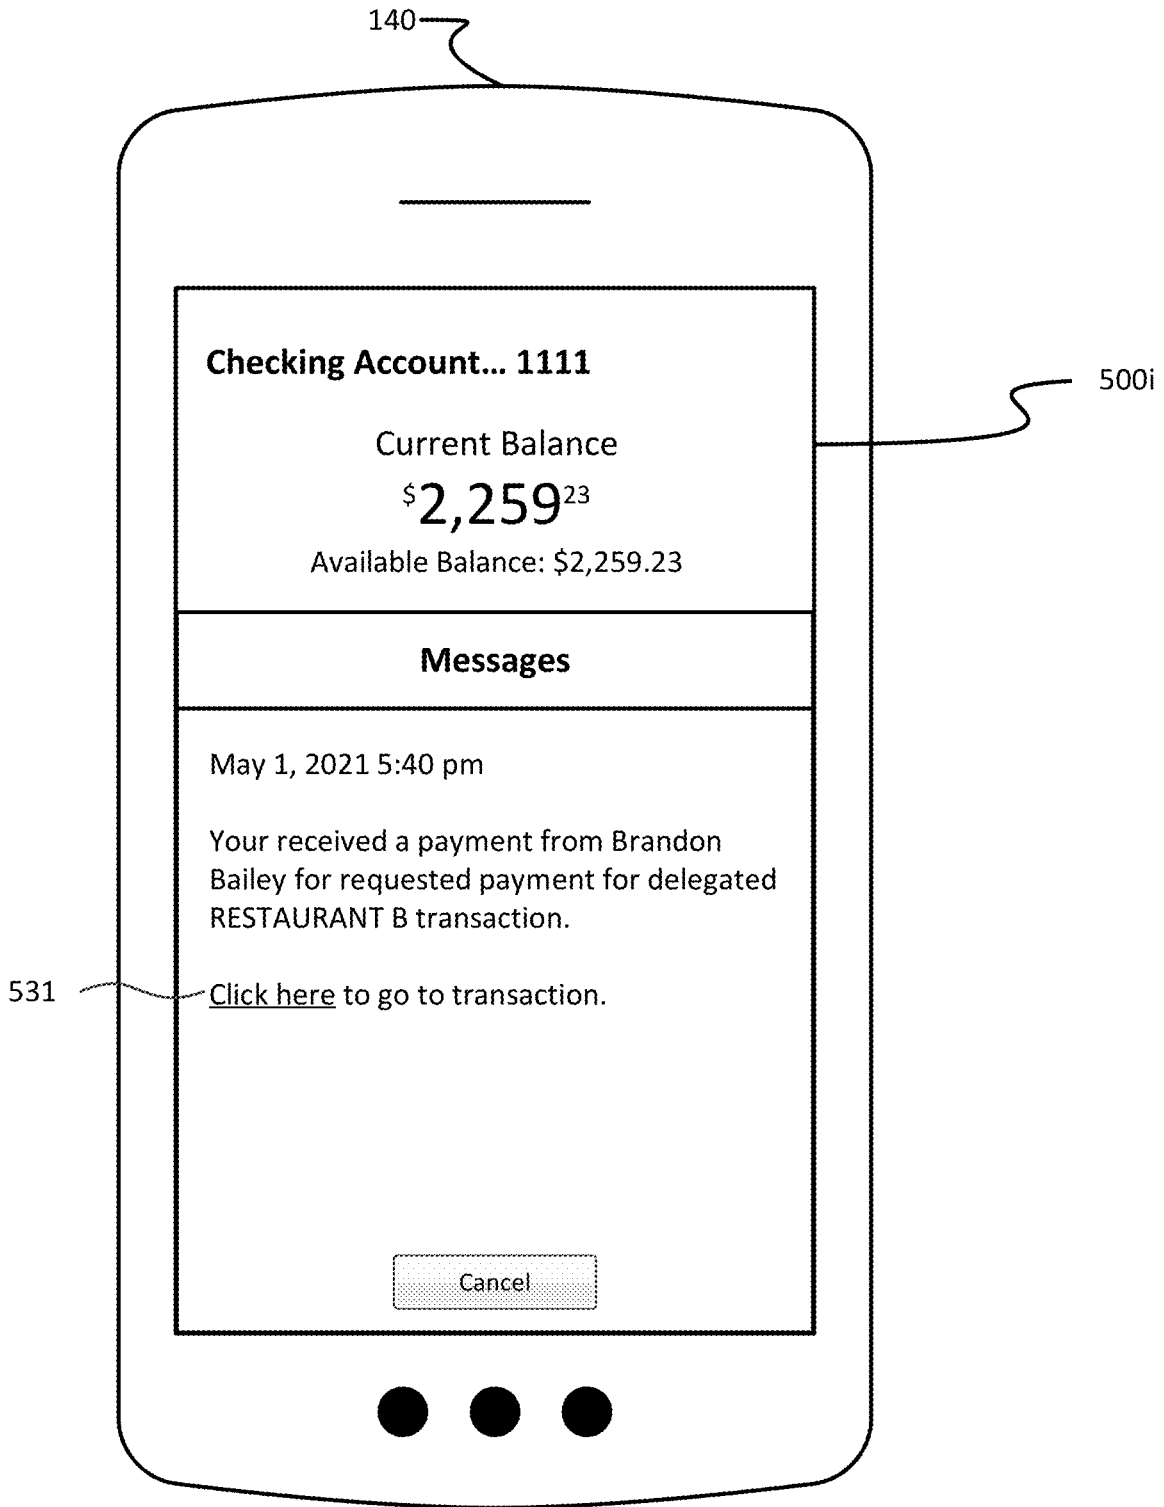 140
Checking Account... 1111
500i
Current Balance
$2,259 23
Available Balance: $2,259.23
Messages
May 1, 2021 5:40 pm
Your received a payment from Brandon
Bailey for requested payment for delegated
RESTAURANT B transaction.
531
Click here to go to transaction.
Cancel